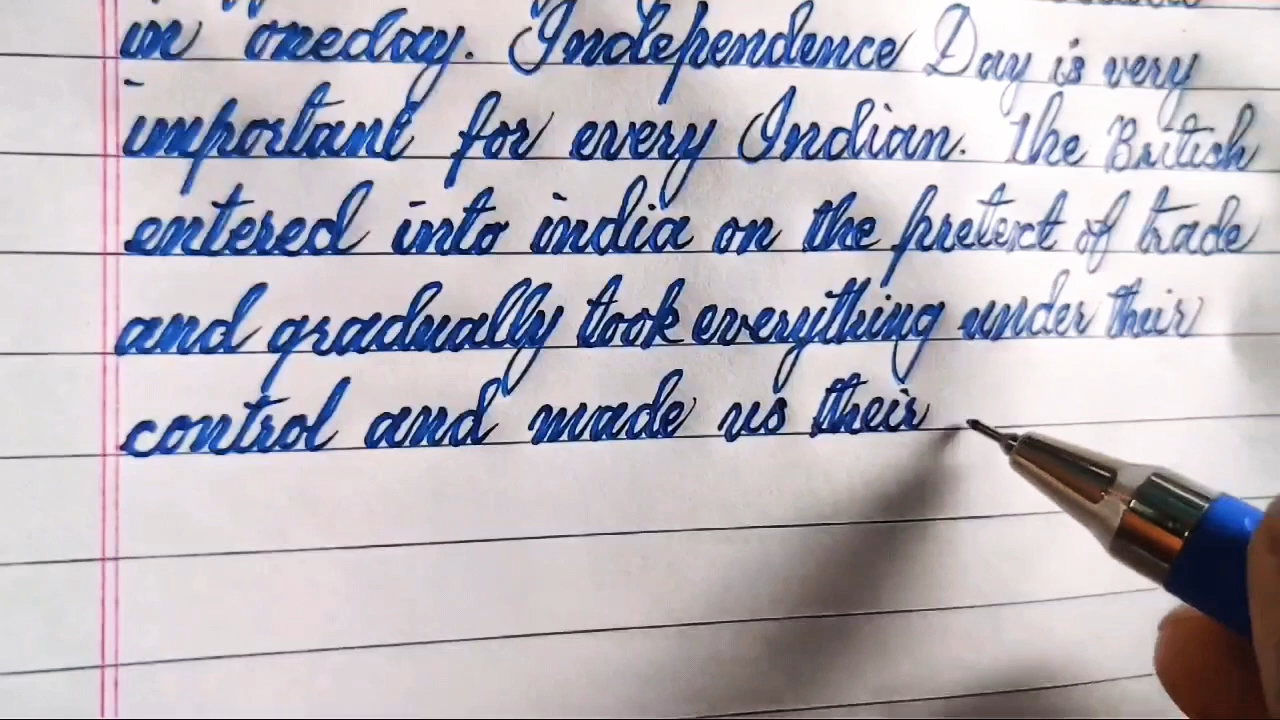 in oneday. Independence Day is very
important for every Indian. The British
entered into india on the pretext of trade
and gradually took everything under their
control and made us their